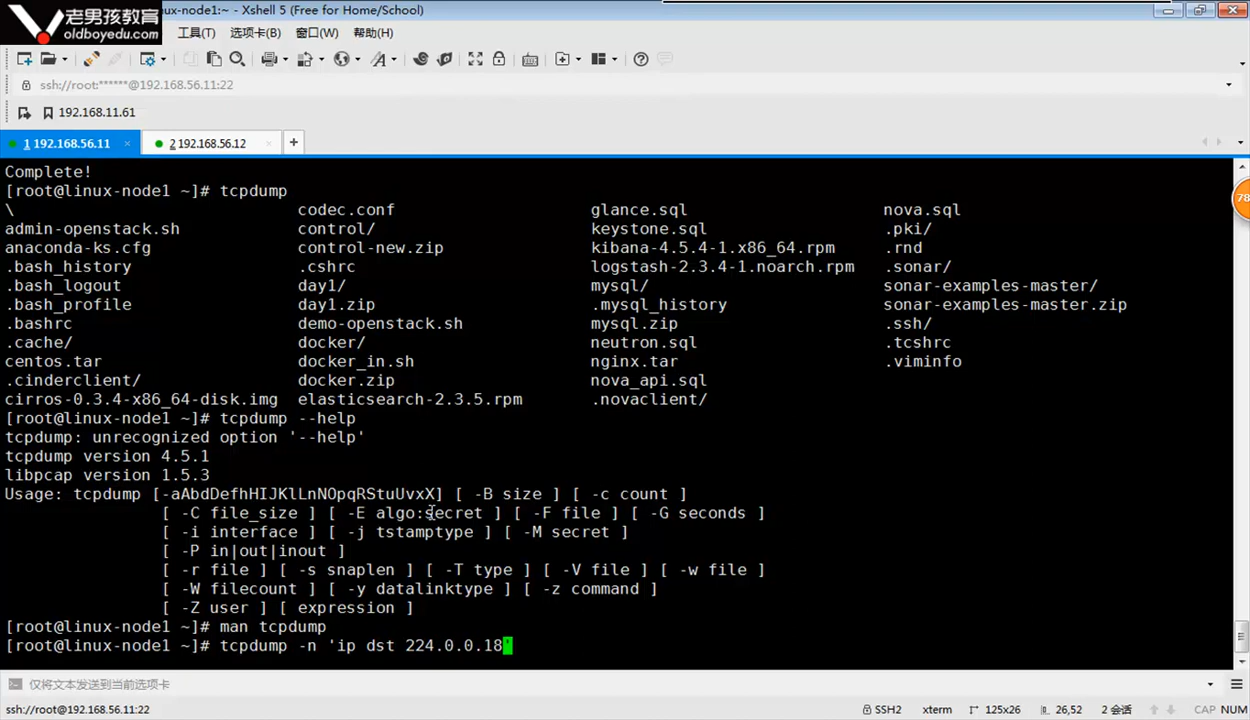 老男孩教育
oldboyedu.com
nux-node1:~ - Xshell 5 (Free for Home/School)
工具(T) 选项卡(B) 窗口(W) 帮助(H)
ssh://root:******@192.168.56.11:22
192.168.11.61
1 192.168.56.11 × 2 192.168.56.12 × +
Complete!
[root@linux-node1 ~]# tcpdump
\ codec.conf glance.sql nova.sql
admin-openstack.sh control/ keystone.sql .pki/
anaconda-ks.cfg control-new.zip kibana-4.5.4-1.x86_64.rpm .rnd
.bash_history .cshrc logstash-2.3.4-1.noarch.rpm .sonar/
.bash_logout day1/ mysql/ sonar-examples-master/
.bash_profile day1.zip .mysql_history sonar-examples-master.zip
.bashrc demo-openstack.sh mysql.zip .ssh/
.cache/ docker/ neutron.sql .tcshrc
centos.tar docker_in.sh nginx.tar .viminfo
.cinderclient/ docker.zip nova_api.sql
cirros-0.3.4-x86_64-disk.img elasticsearch-2.3.5.rpm .novaclient/
[root@linux-node1 ~]# tcpdump --help
tcpdump: unrecognized option '--help'
tcpdump version 4.5.1
libpcap version 1.5.3
Usage: tcpdump [-aAbdDefhHIJKlLnNOpqRStuUvxX] [ -B size ] [ -c count ]
[ -C file_size ] [ -E algo:secret ] [ -F file ] [ -G seconds ]
[ -i interface ] [ -j tstamptype ] [ -M secret ]
[ -P in|out|inout ]
[ -r file ] [ -s snaplen ] [ -T type ] [ -V file ] [ -w file ]
[ -W filecount ] [ -y datalinktype ] [ -z command ]
[ -Z user ] [ expression ]
[root@linux-node1 ~]# man tcpdump
[root@linux-node1 ~]# tcpdump -n 'ip dst 224.0.0.18'
仅将文本发送到当前选项卡
ssh://root@192.168.56.11:22 SSH2 xterm 125x26 26,52 2 会话 CAP NUM
78